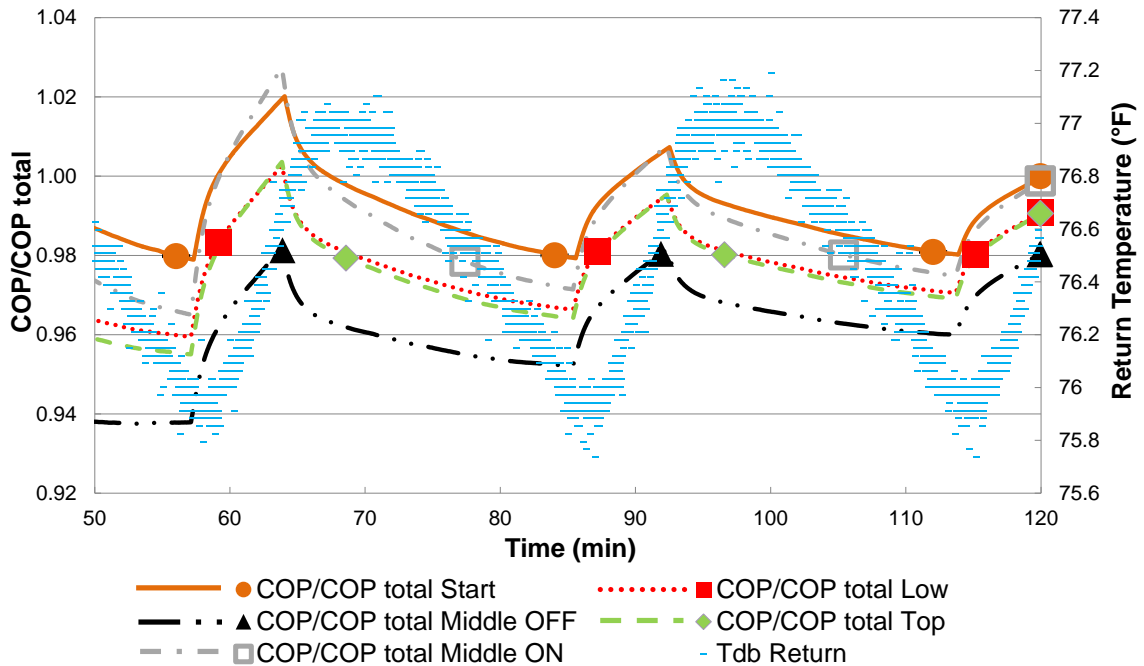 1.04
1.02
1.00
0.98
0.96
0.94
0.92
COP/COP total
77.4
77.2
77
76.8
76.6
76.4
76.2
76
75.8
75.6
Return Temperature (°F)
50 60 70 80 90 100 110 120
Time (min)
COP/COP total Start
COP/COP total Low
COP/COP total Middle OFF
COP/COP total Top
COP/COP total Middle ON
Tdb Return